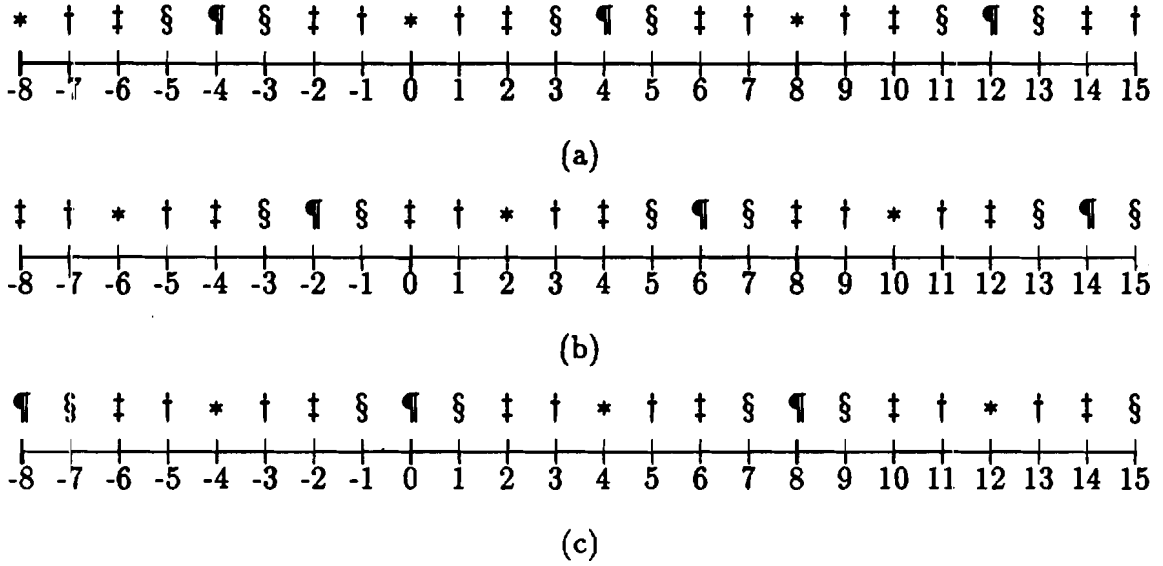 * † ‡ § ¶ § ‡ † * † ‡ § ¶ § ‡ † * † ‡ § ¶ § ‡ †
-8 -7 -6 -5 -4 -3 -2 -1 0 1 2 3 4 5 6 7 8 9 10 11 12 13 14 15
(a)
‡ † * † ‡ § ¶ § ‡ † * † ‡ § ¶ § ‡ † * † ‡ § ¶ §
-8 -7 -6 -5 -4 -3 -2 -1 0 1 2 3 4 5 6 7 8 9 10 11 12 13 14 15
(b)
¶ § ‡ † * † ‡ § ¶ § ‡ † * † ‡ § ¶ § ‡ † * † ‡ §
-8 -7 -6 -5 -4 -3 -2 -1 0 1 2 3 4 5 6 7 8 9 10 11 12 13 14 15
(c)